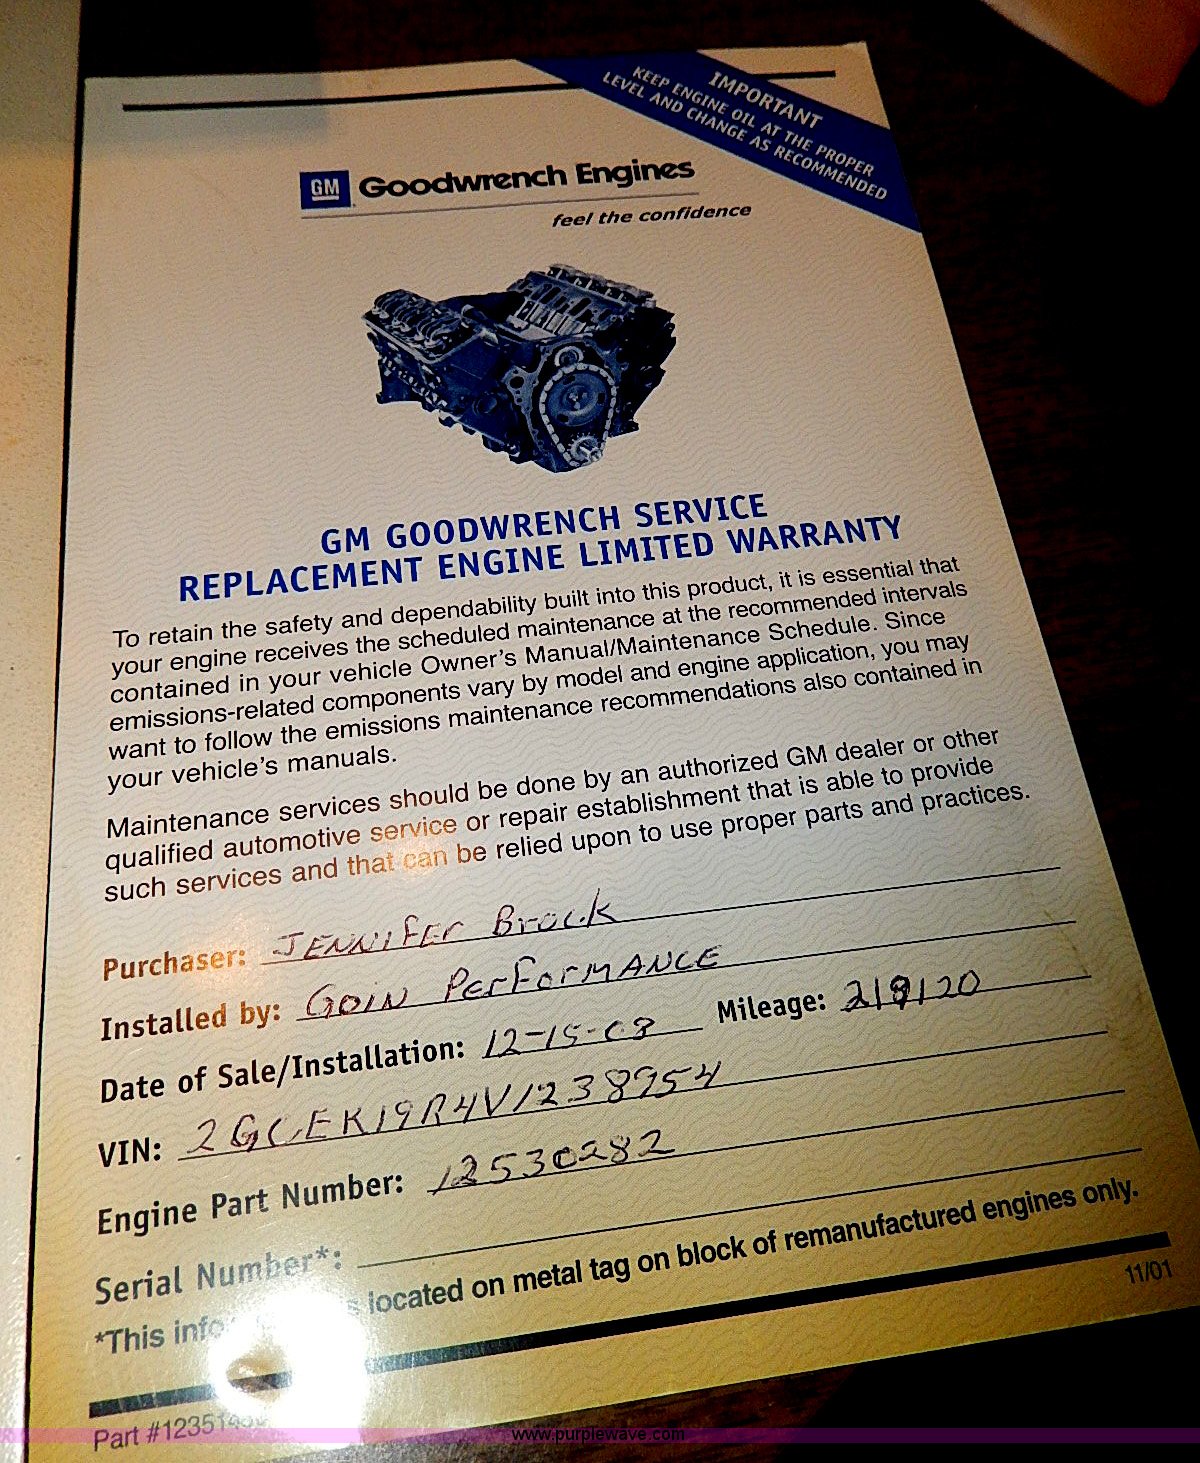 IMPORTANT
KEEP ENGINE OIL AT THE PROPER
LEVEL AND CHANGE AS RECOMMENDED
GM Goodwrench Engines
feel the confidence
GM GOODWRENCH SERVICE
REPLACEMENT ENGINE LIMITED WARRANTY
To retain the safety and dependability built into this product, it is essential that
your engine receives the scheduled maintenance at the recommended intervals
contained in your vehicle Owner's Manual/Maintenance Schedule. Since
emissions-related components vary by model and engine application, you may
want to follow the emissions maintenance recommendations also contained in
your vehicle's manuals.
Maintenance services should be done by an authorized GM dealer or other
qualified automotive service or repair establishment that is able to provide
such services and that can be relied upon to use proper parts and practices.
Purchaser: JENNIFER Brock
Installed by: GOIN PerFormANCE
Date of Sale/Installation: 12-15-03 Mileage: 219120
VIN: 2GCEK19R4V1238954
Engine Part Number: 12530282
Serial Number*:
*This located on metal tag on block of remanufactured engines only.
11/01
Part
www.purplewave.com